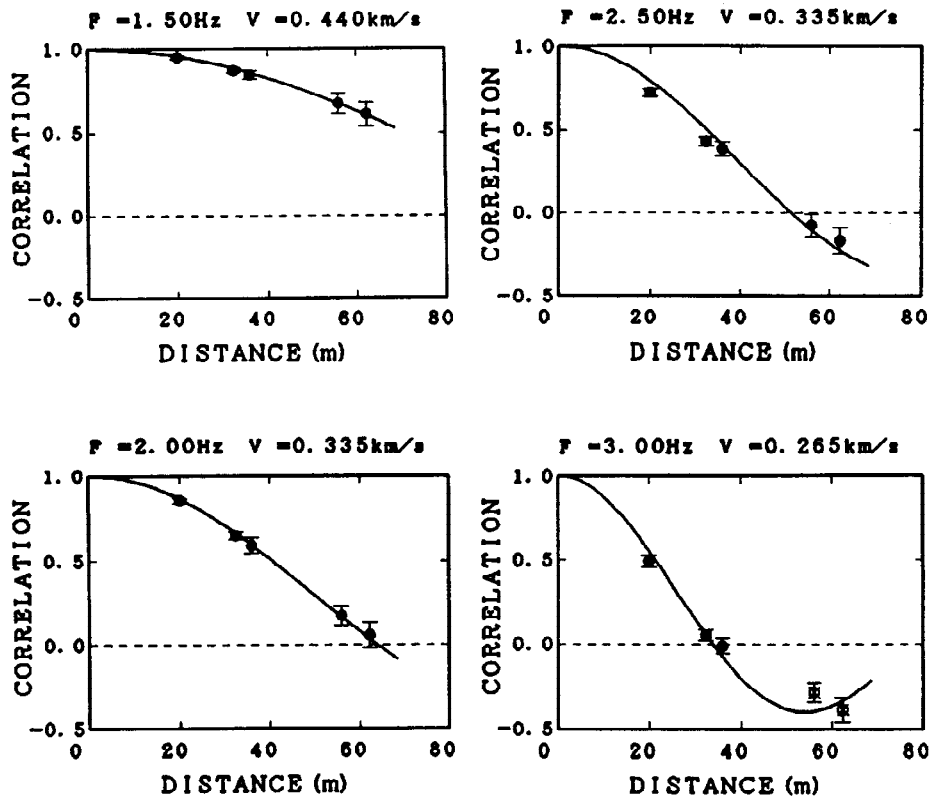 F =1.50Hz V =0.440km/s
1.0
0.5
0.0
-0.5
CORRELATION
0 20 40 60 80
DISTANCE (m)
F =2.50Hz V =0.335km/s
1.0
0.5
0.0
-0.5
CORRELATION
0 20 40 60 80
DISTANCE (m)
F =2.00Hz V =0.335km/s
1.0
0.5
0.0
-0.5
CORRELATION
0 20 40 60 80
DISTANCE (m)
F =3.00Hz V =0.265km/s
1.0
0.5
0.0
-0.5
CORRELATION
0 20 40 60 80
DISTANCE (m)